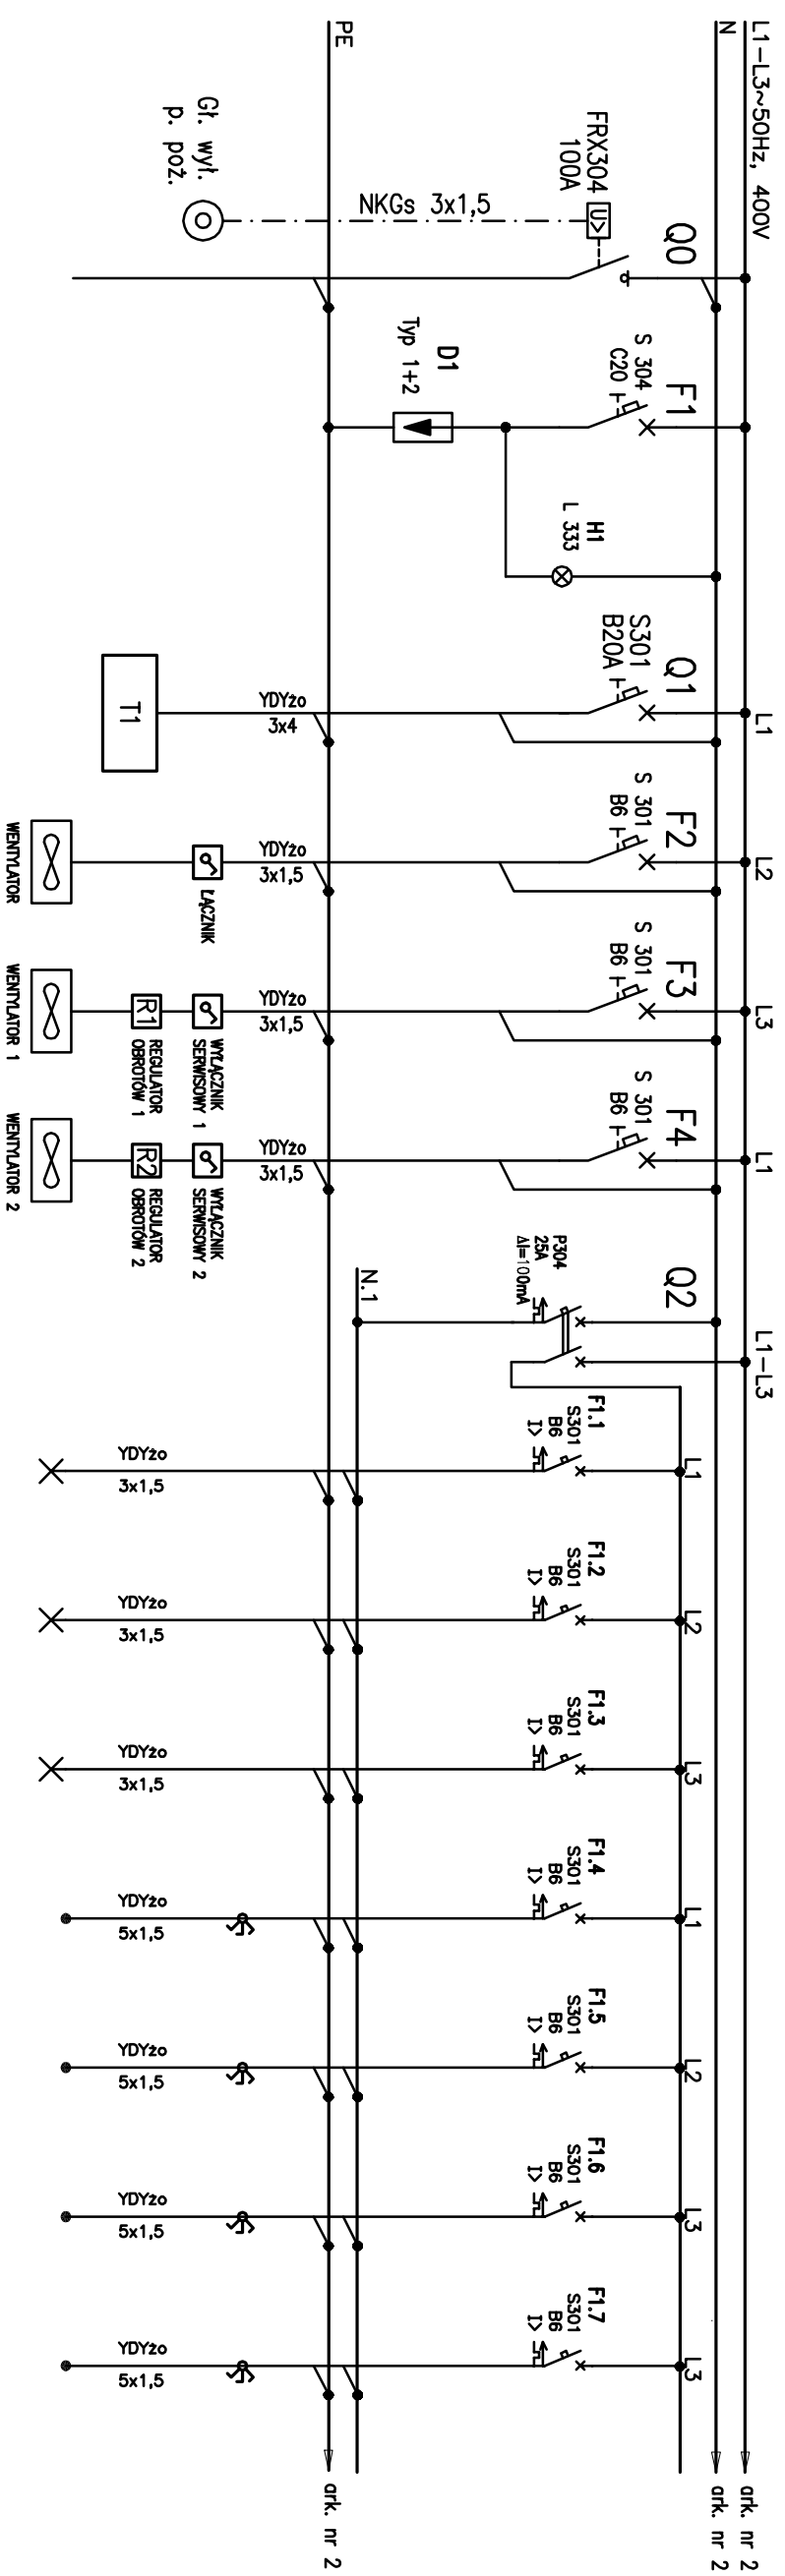 L1-L3~50Hz, 400V
N
PE
Q0
FRX304
100A
U>
NKGs 3x1,5
Gł. wył.
p. poż.
F1
S 304
C20
D1
Typ 1+2
H1
L 333
L1
Q1
S301
B20A
YDYżo
3x4
T1
L2
F2
S 301
B6
YDYżo
3x1,5
ŁĄCZNIK
WENTYLATOR
L3
F3
S 301
B6
YDYżo
3x1,5
WYŁĄCZNIK
SERWISOWY 1
R1
REGULATOR
OBROTÓW 1
WENTYLATOR 1
L1
F4
S 301
B6
YDYżo
3x1,5
WYŁĄCZNIK
SERWISOWY 2
R2
REGULATOR
OBROTÓW 2
WENTYLATOR 2
L1-L3
Q2
P304
25A
ΔI=100mA
N.1
L1
F1.1
S301
B6
I>
YDYżo
3x1,5
L2
F1.2
S301
B6
I>
YDYżo
3x1,5
L3
F1.3
S301
B6
I>
YDYżo
3x1,5
L1
F1.4
S301
B6
I>
YDYżo
5x1,5
L2
F1.5
S301
B6
I>
YDYżo
5x1,5
L3
F1.6
S301
B6
I>
YDYżo
5x1,5
L3
F1.7
S301
B6
I>
YDYżo
5x1,5
ark. nr 2
ark. nr 2
ark. nr 2